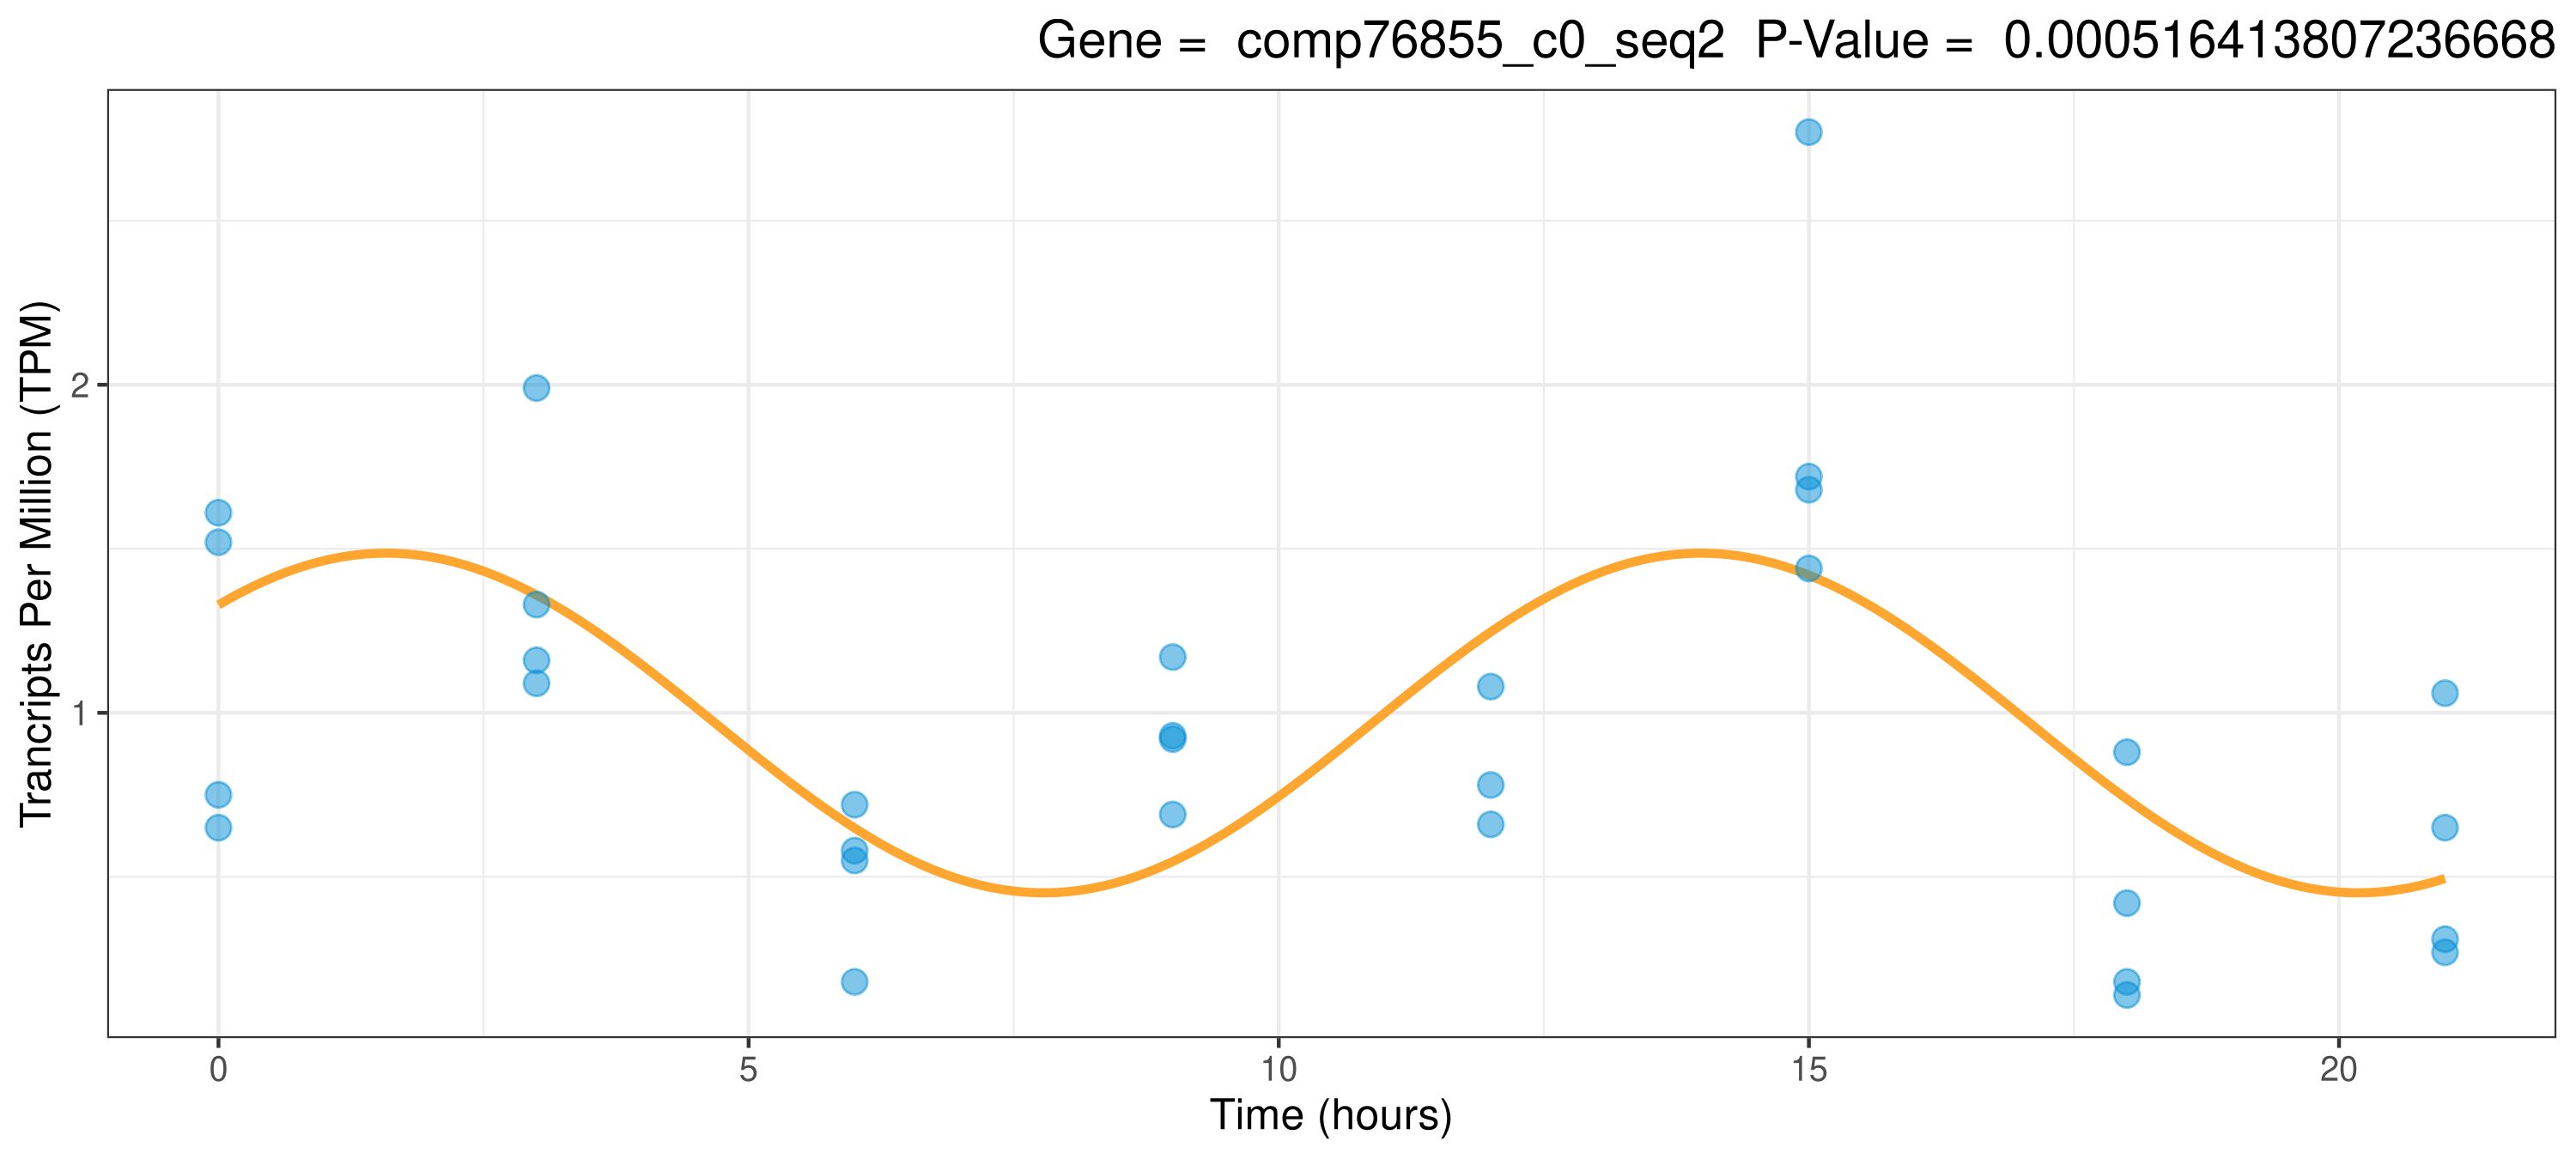 Gene =  comp76855_c0_seq2  P-Value =  0.000516413807236668
Trancripts Per Million (TPM)
2
1
0 5 10 15 20
Time (hours)